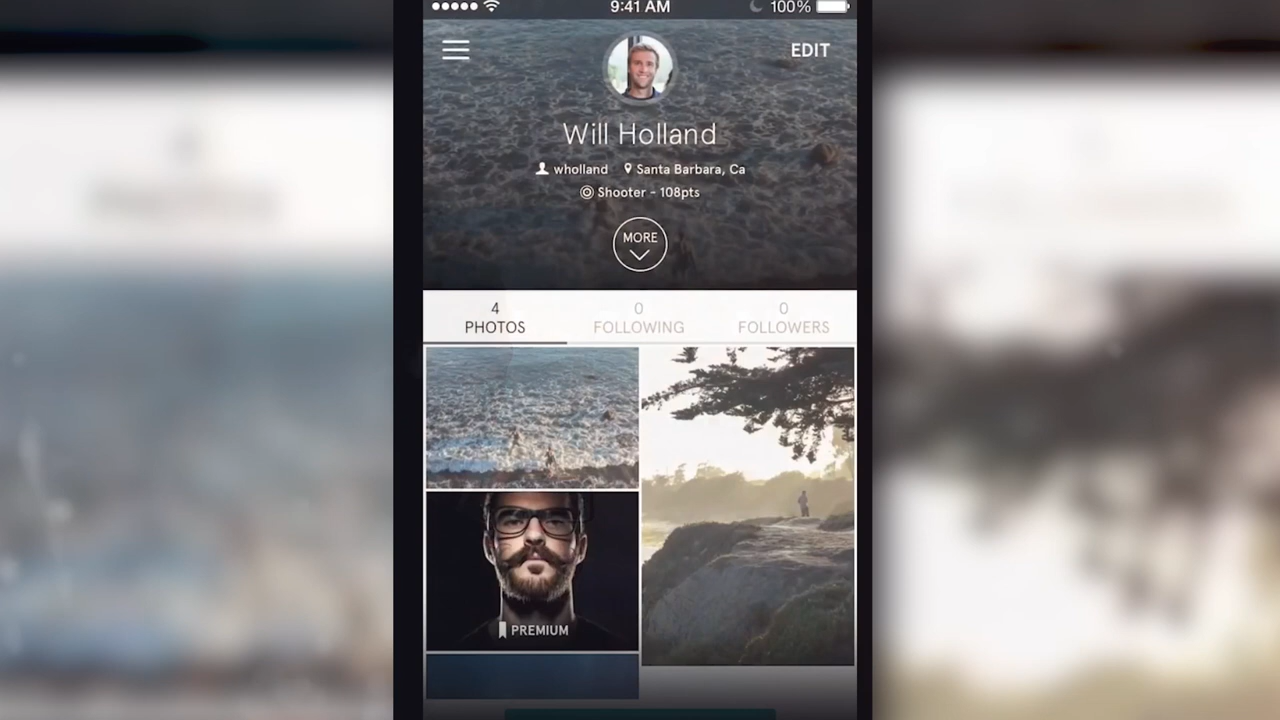 9:41 AM 100%
EDIT
Will Holland
wholland Santa Barbara, Ca
Shooter - 108pts
MORE
4 0 0
PHOTOS FOLLOWING FOLLOWERS
PREMIUM